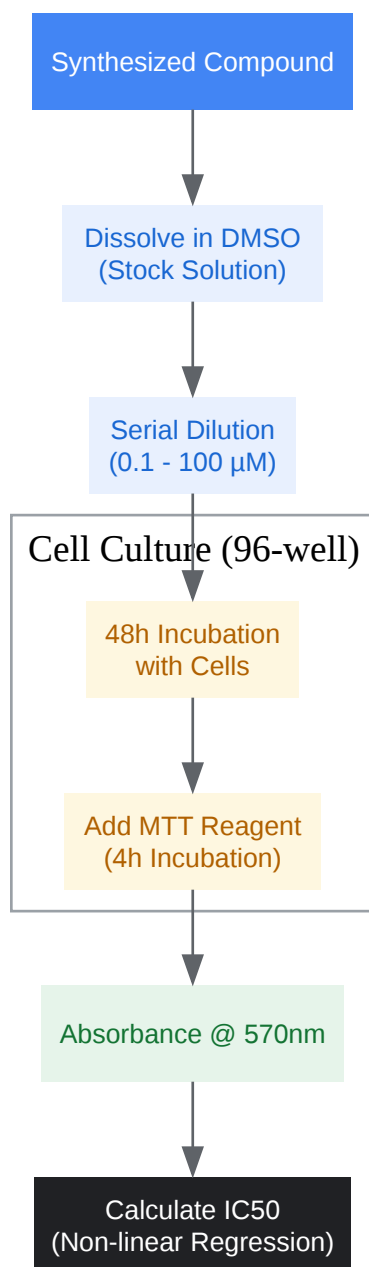 Synthesized Compound
Dissolve in DMSO
(Stock Solution)
Serial Dilution
(0.1 - 100 µM)
Cell Culture (96-well)
48h Incubation
with Cells
Add MTT Reagent
(4h Incubation)
Absorbance @ 570nm
Calculate IC50
(Non-linear Regression)